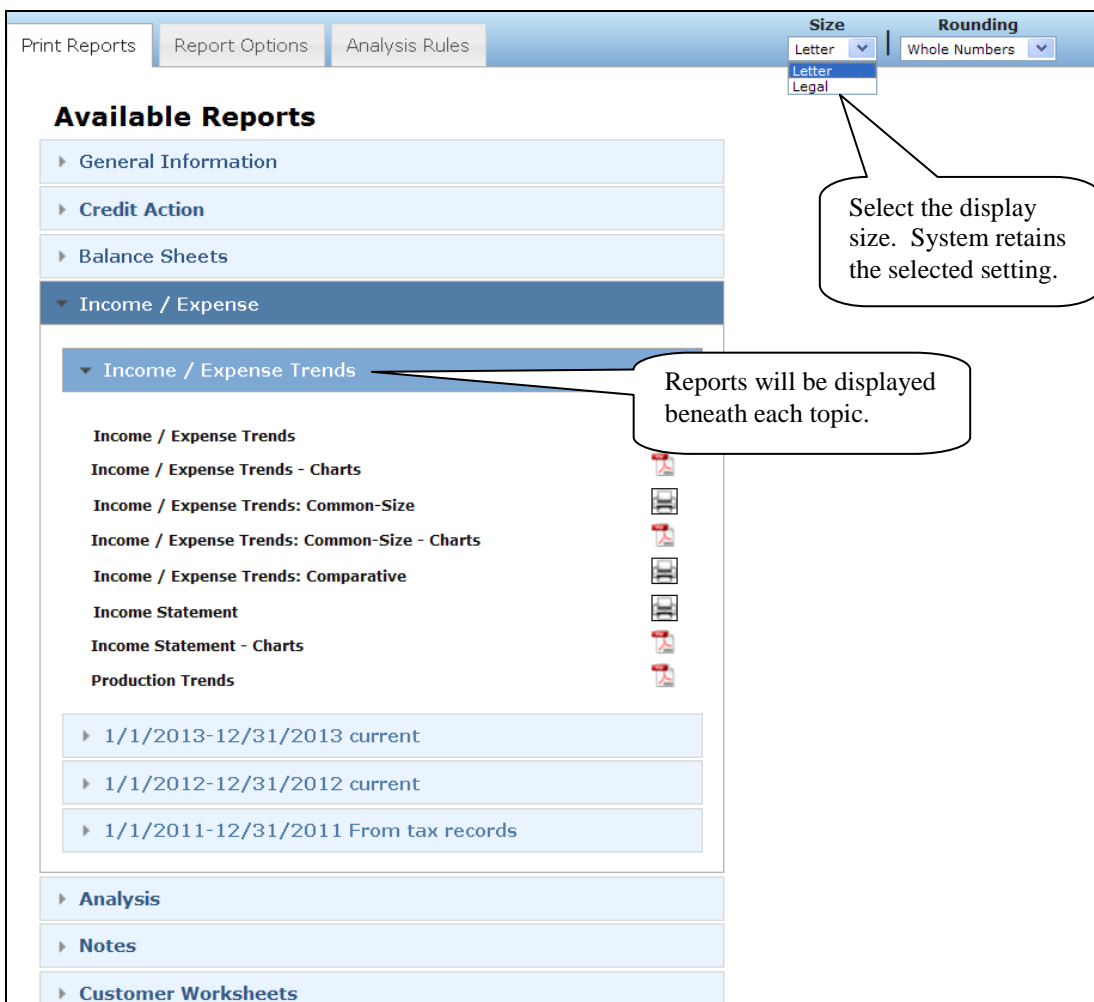 Size Rounding
Print Reports Report Options Analysis Rules Letter | Whole Numbers
Letter
Legal
Available Reports
General Information
Credit Action
Balance Sheets
Select the display
size. System retains
the selected setting.
Income / Expense
Income / Expense Trends
Reports will be displayed
beneath each topic.
Income / Expense Trends
Income / Expense Trends - Charts
Income / Expense Trends: Common-Size
Income / Expense Trends: Common-Size - Charts
Income / Expense Trends: Comparative
Income Statement
Income Statement - Charts
Production Trends
1/1/2013-12/31/2013 current
1/1/2012-12/31/2012 current
1/1/2011-12/31/2011 From tax records
Analysis
Notes
Customer Worksheets